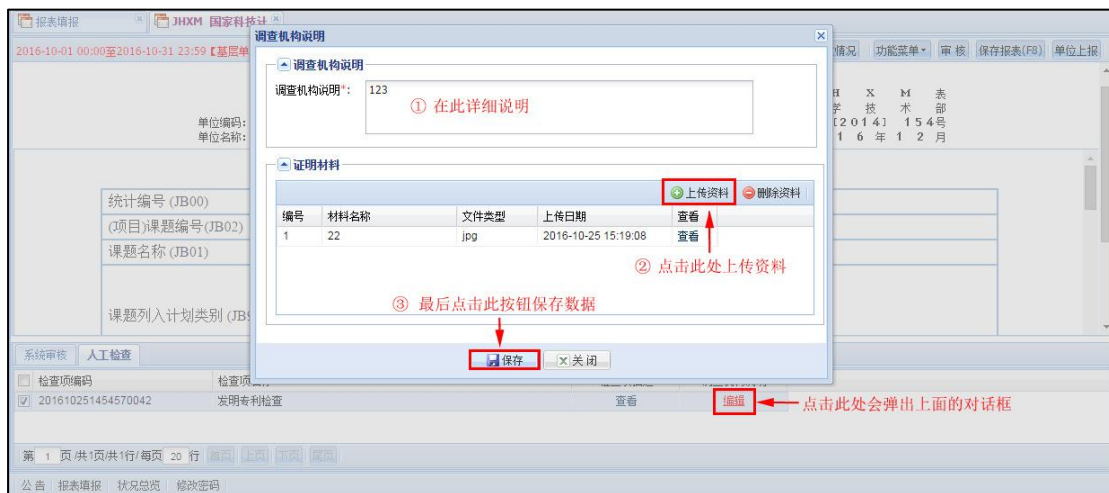 报表填报 JHXM 国家科技计
2016-10-01 00:00至2016-10-31 23:59【基层单
情况 功能菜单 审 核 保存报表(F8) 单位上报
调查机构说明
调查机构说明
调查机构说明*: 123
① 在此详细说明
H X M 表
学 技 术 部
[2014] 154号
1 6 年 1 2 月
单位编码:
单位名称:
证明材料
上传资料 删除资料
编号 材料名称 文件类型 上传日期 查看
1 22 jpg 2016-10-25 15:19:08 查看
② 点击此处上传资料
③ 最后点击此按钮保存数据
保存 关闭
统计编号 (JB00)
(项目)课题编号(JB02)
课题名称 (JB01)
课题列入计划类别 (JB
系统审核 人工检查
检查项编码 检查项
201610251454570042 发明专利检查 查看 编辑
点击此处会弹出上面的对话框
第 1 页/共1页/共1行/每页 20 行 首页 上页 下页 尾页
公告 报表填报 状况总览 修改密码